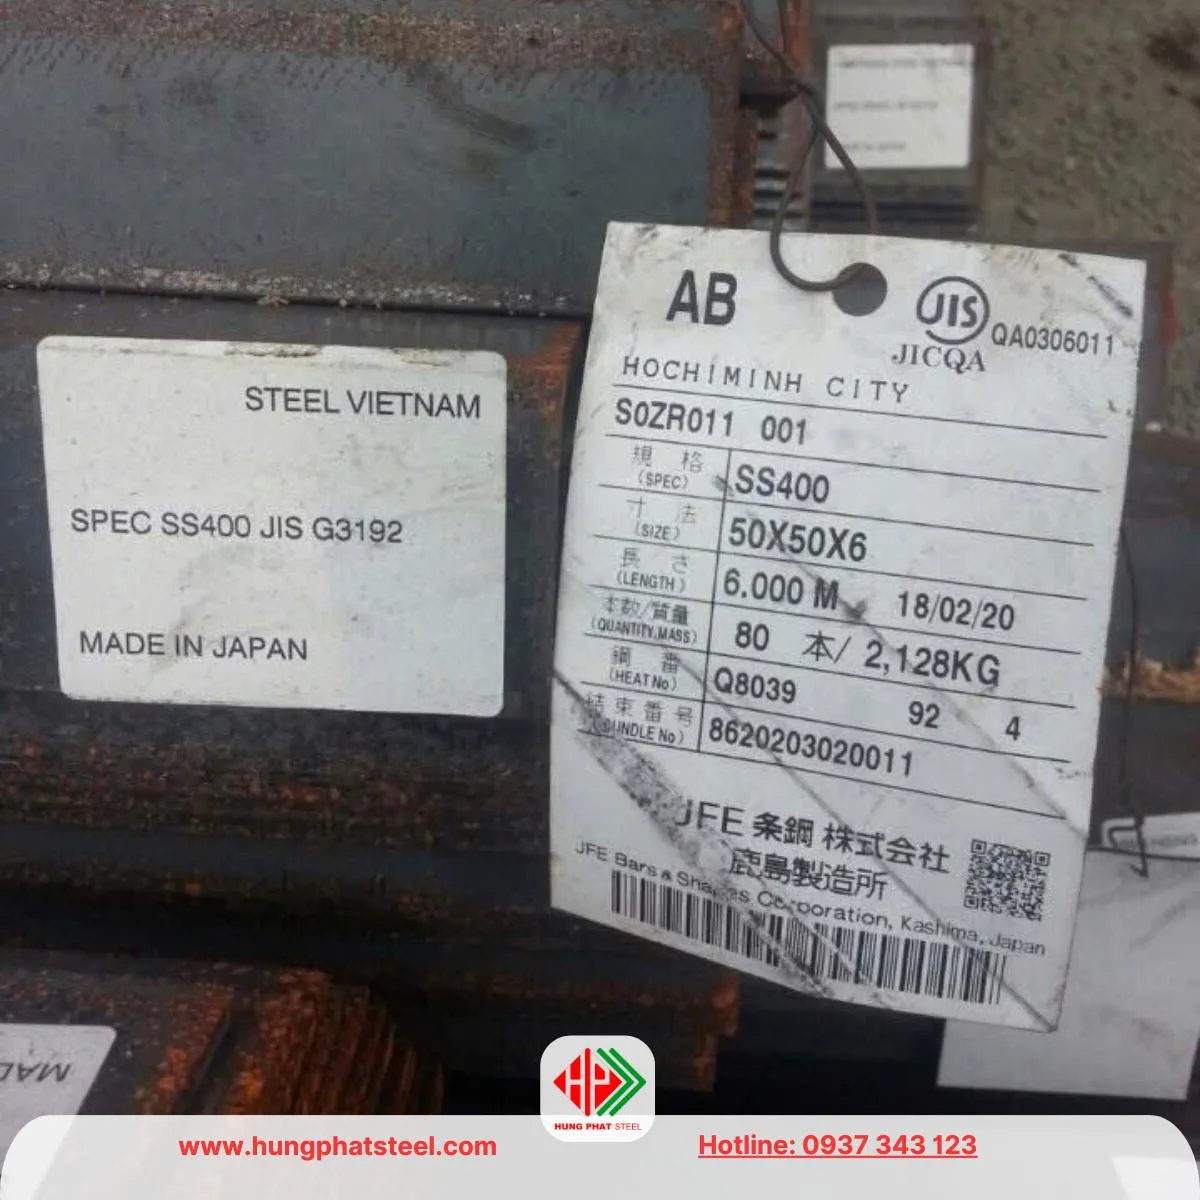 STEEL VIETNAM
SPEC SS400 JIS G3192
MADE IN JAPAN
AB
JIS
JICQA
QA0306011
HOCHIMINH CITY
S0ZR011 001
規格
(SPEC)
SS400
寸法
(SIZE)
50X50X6
長さ
(LENGTH)
6.000 M 18/02/20
本数/質量
(QUANTITY,MASS)
80 本/ 2,128KG
鋼番
(HEAT No)
Q8039 92 4
結束番号
(BUNDLE No)
8620203020011
JFE 条鋼 株式会社
鹿島製造所
JFE Bars & Shapes Corporation, Kashima, Japan
HUNG PHAT STEEL
www.hungphatsteel.com
Hotline: 0937 343 123